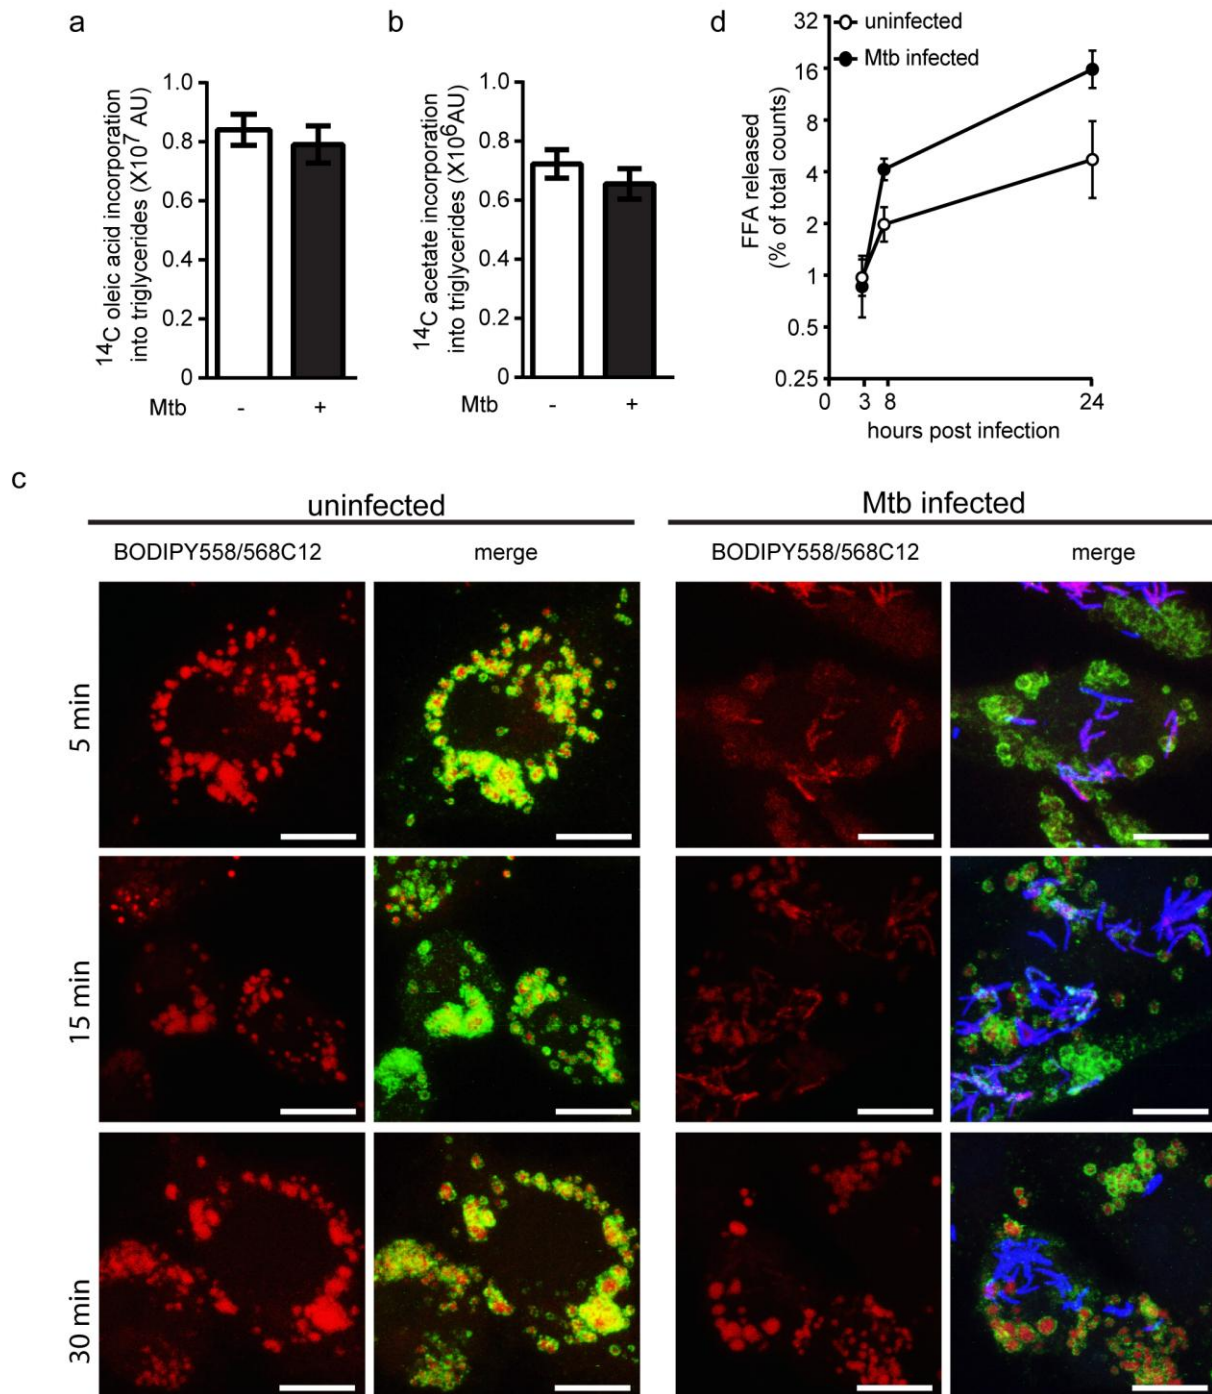 a
14C oleic acid incorporation
into triglycerides (X10^7 AU)
1.0
0.8
0.6
0.4
0.2
0
Mtb - +
b
14C acetate incorporation
into triglycerides (X10^6AU)
1.0
0.8
0.6
0.4
0.2
0
Mtb - +
d
uninfected
Mtb infected
FFA released
(% of total counts)
32
16
8
4
2
1
0.5
0.25
0 3 8 24
hours post infection
c
uninfected Mtb infected
BODIPY558/568C12 merge BODIPY558/568C12 merge
5 min
15 min
30 min